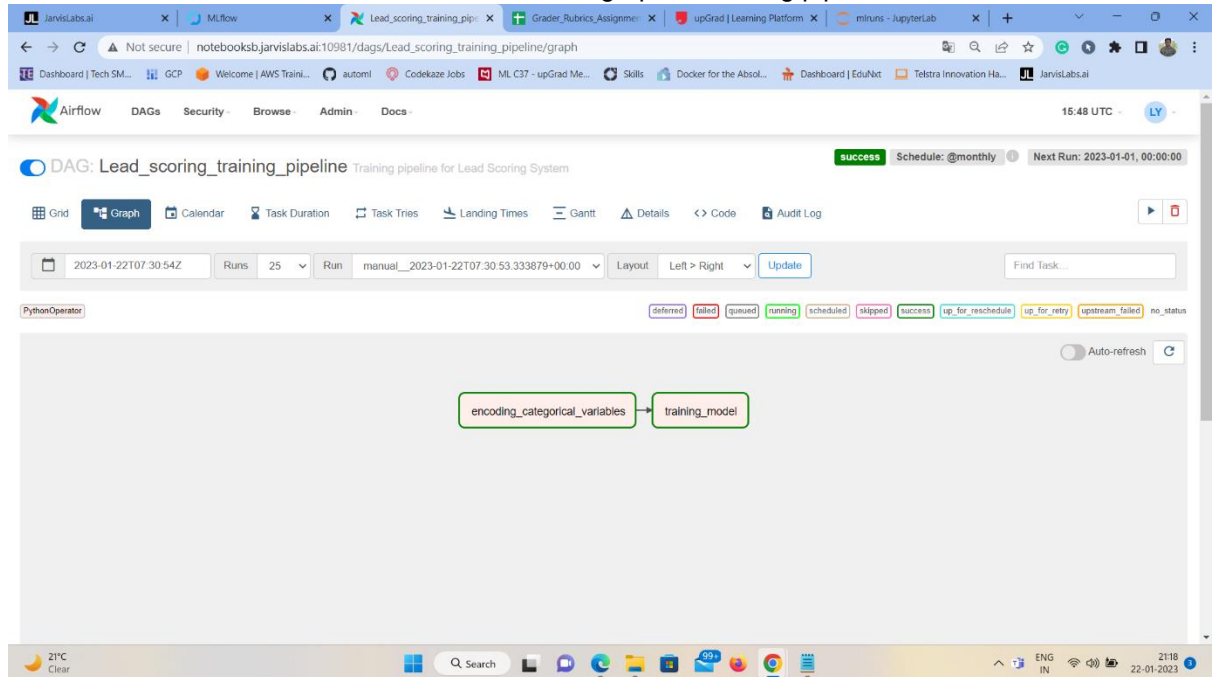 JarvisLabs.ai
MLflow
Lead_scoring_training_pipe
Grader_Rubrics_Assignmen
upGrad | Learning Platform
mlruns - JupyterLab
Not secure | notebooksb.jarvislabs.ai:10981/dags/Lead_scoring_training_pipeline/graph
Dashboard | Tech SM... GCP Welcome | AWS Traini... automl Codekaze Jobs ML C37 - upGrad Me... Skills Docker for the Absol... Dashboard | EduNxt Telstra Innovation Ha... JarvisLabs.ai
Airflow DAGs Security Browse Admin Docs 15:48 UTC LY
DAG: Lead_scoring_training_pipeline Training pipeline for Lead Scoring System success Schedule: @monthly Next Run: 2023-01-01, 00:00:00
Grid Graph Calendar Task Duration Task Tries Landing Times Gantt Details <> Code Audit Log
2023-01-22T07:30:54Z Runs 25 Run manual__2023-01-22T07:30:53.333879+00:00 Layout Left > Right Update Find Task...
PythonOperator deferred failed queued running scheduled skipped success up_for_reschedule up_for_retry upstream_failed no_status
Auto-refresh
encoding_categorical_variables training_model
21°C
Clear
Search
99+
ENG
IN
21:18
22-01-2023
3